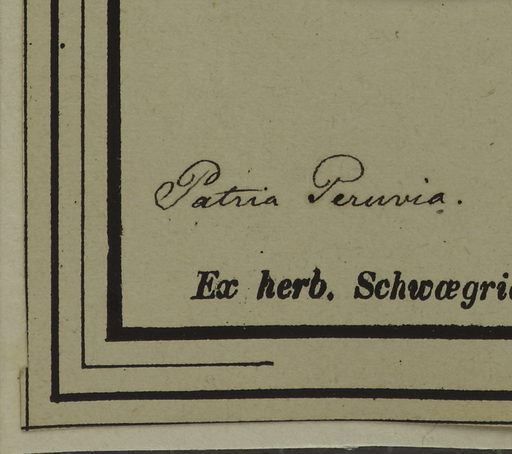 Patria Peruvia.
Ex herb. Schwægri